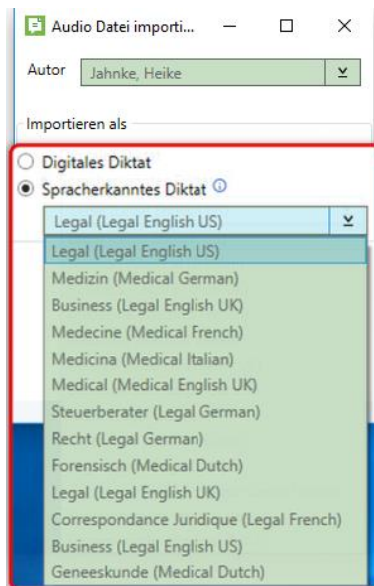 Audio Datei importi...
Autor Jahnke, Heike
Importieren als
Digitales Diktat
Spracherkanntes Diktat
Legal (Legal English US)
Legal (Legal English US)
Medizin (Medical German)
Business (Legal English UK)
Medecine (Medical French)
Medicina (Medical Italian)
Medical (Medical English UK)
Steuerberater (Legal German)
Recht (Legal German)
Forensisch (Medical Dutch)
Legal (Legal English UK)
Correspondance Juridique (Legal French)
Business (Legal English US)
Geneeskunde (Medical Dutch)